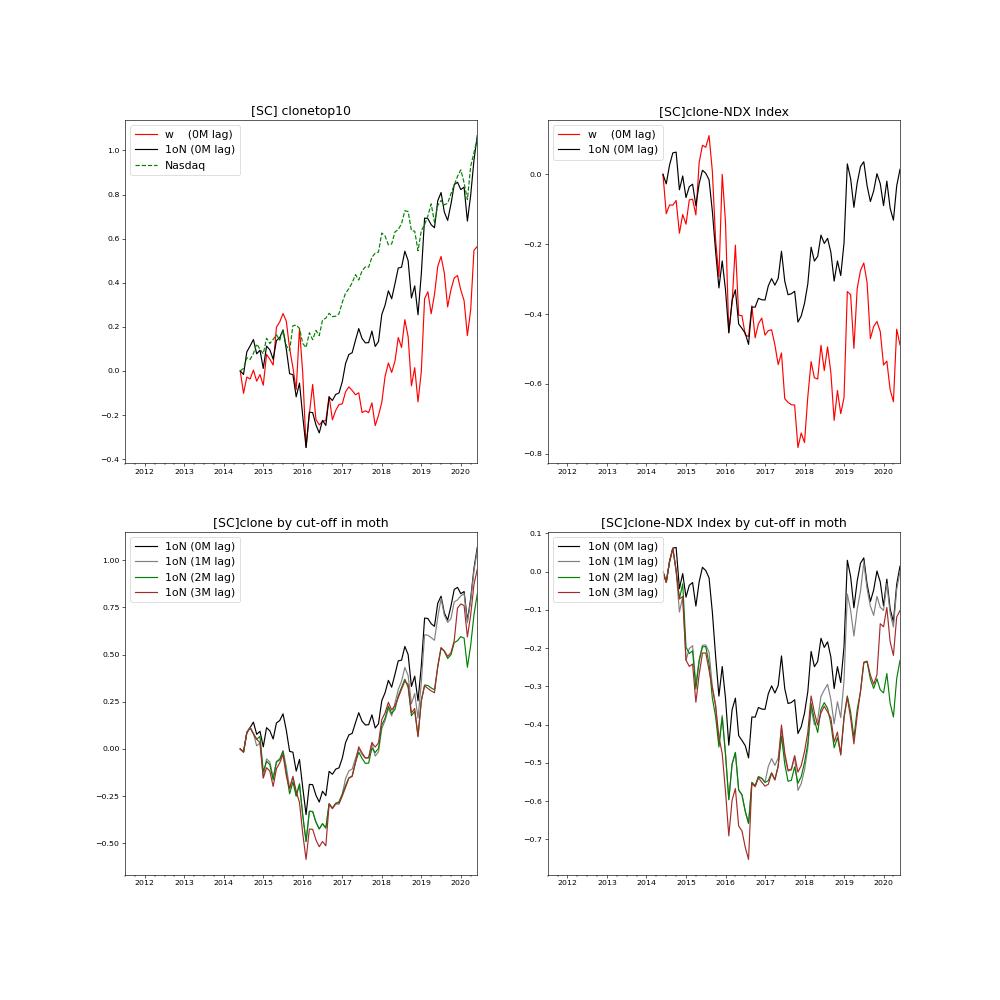 [SC] clonetop10
w (0M lag)
1oN (0M lag)
Nasdaq
1.0
0.8
0.6
0.4
0.2
0.0
−0.2
−0.4
2012 2013 2014 2015 2016 2017 2018 2019 2020
[SC]clone-NDX Index
w (0M lag)
1oN (0M lag)
0.0
−0.2
−0.4
−0.6
−0.8
2012 2013 2014 2015 2016 2017 2018 2019 2020
[SC]clone by cut-off in moth
1oN (0M lag)
1oN (1M lag)
1oN (2M lag)
1oN (3M lag)
1.00
0.75
0.50
0.25
0.00
−0.25
−0.50
2012 2013 2014 2015 2016 2017 2018 2019 2020
[SC]clone-NDX Index by cut-off in moth
1oN (0M lag)
1oN (1M lag)
1oN (2M lag)
1oN (3M lag)
0.1
0.0
−0.1
−0.2
−0.3
−0.4
−0.5
−0.6
−0.7
2012 2013 2014 2015 2016 2017 2018 2019 2020